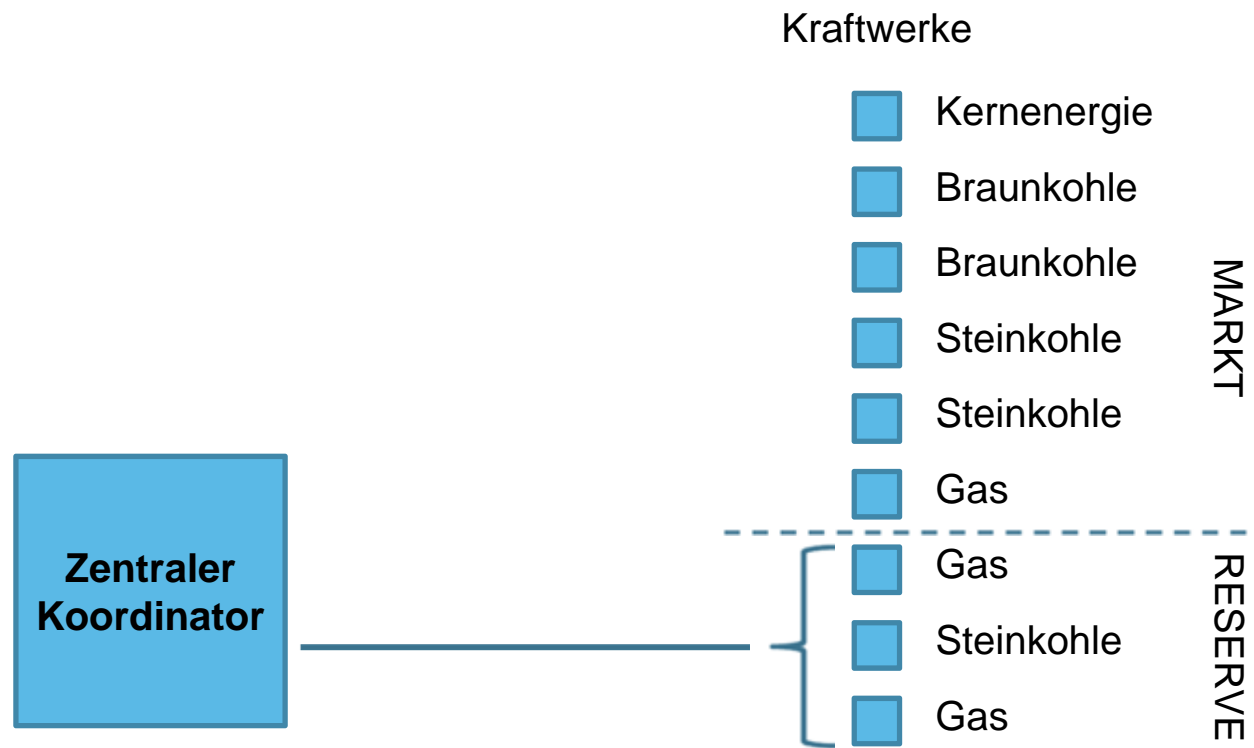 Kraftwerke
Kernenergie
Braunkohle
Braunkohle
Steinkohle
Steinkohle
Gas
MARKT
Zentraler
Koordinator
Gas
Steinkohle
Gas
RESERVE